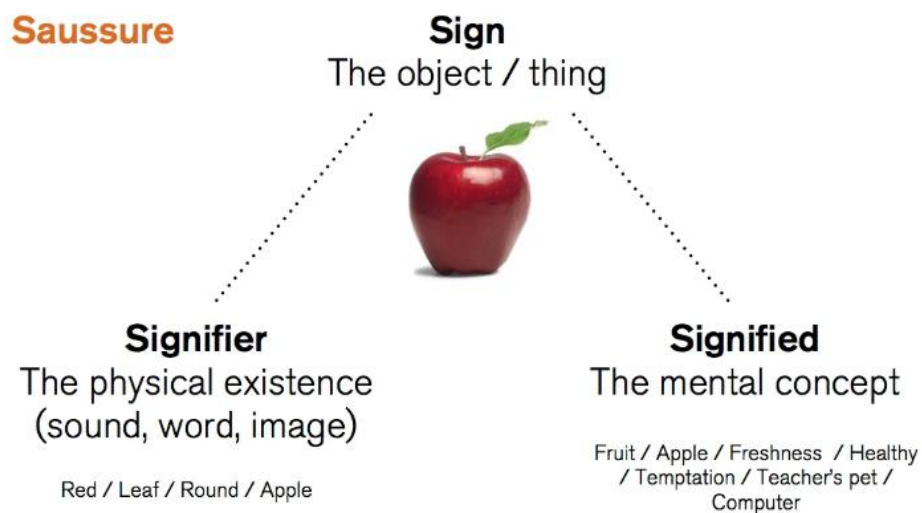 Saussure
Sign
The object / thing
Signifier
The physical existence
(sound, word, image)
Red / Leaf / Round / Apple
Signified
The mental concept
Fruit / Apple / Freshness / Healthy
/ Temptation / Teacher's pet /
Computer